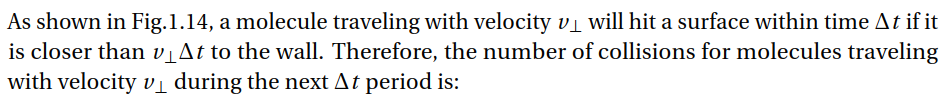 As shown in Fig.1.14, a molecule traveling with velocity v⊥ will hit a surface within time Δt if it
is closer than v⊥Δt to the wall. Therefore, the number of collisions for molecules traveling
with velocity v⊥ during the next Δt period is: